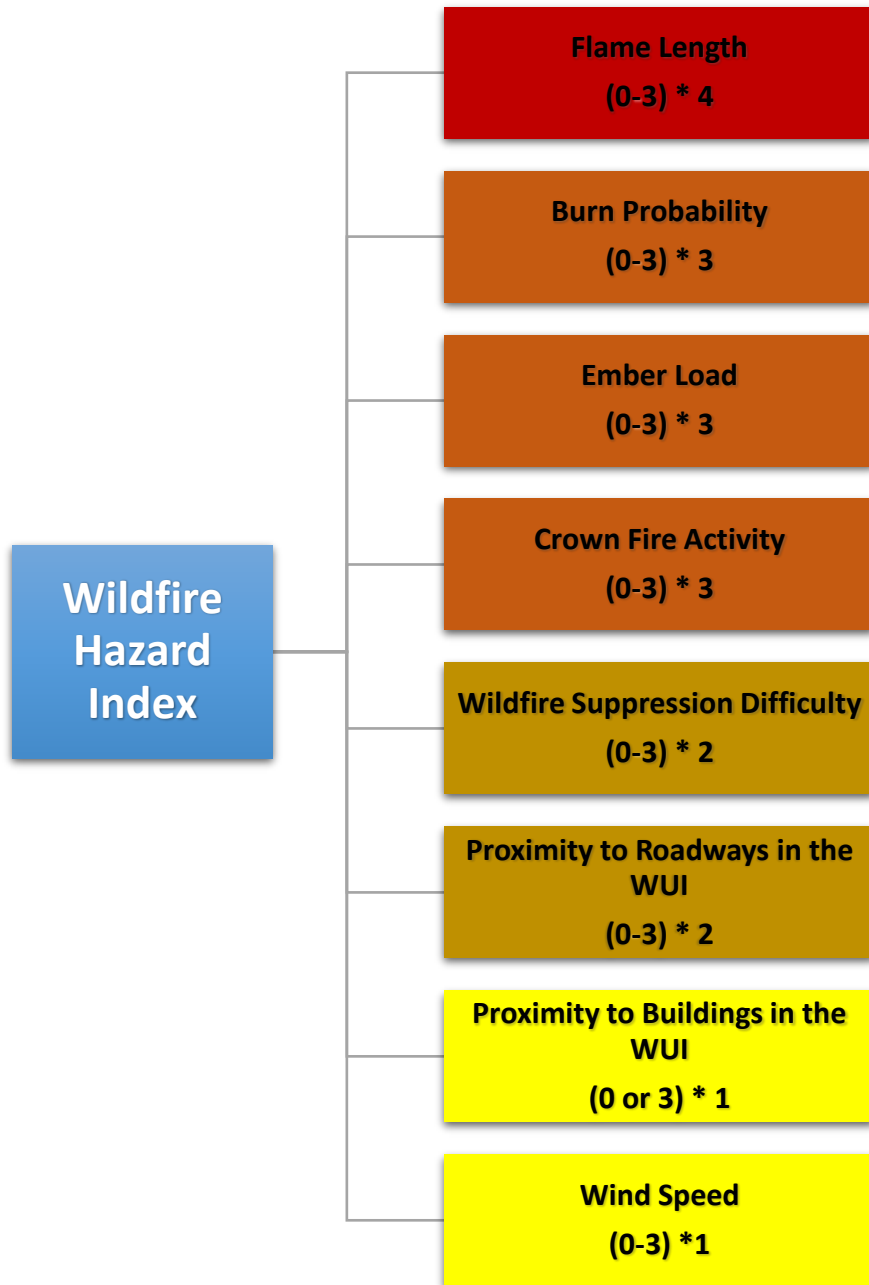 Flame Length
(0-3) * 4
Burn Probability
(0-3) * 3
Ember Load
(0-3) * 3
Crown Fire Activity
(0-3) * 3
Wildfire
Hazard
Index
Wildfire Suppression Difficulty
(0-3) * 2
Proximity to Roadways in the
WUI
(0-3) * 2
Proximity to Buildings in the
WUI
(0 or 3) * 1
Wind Speed
(0-3) *1